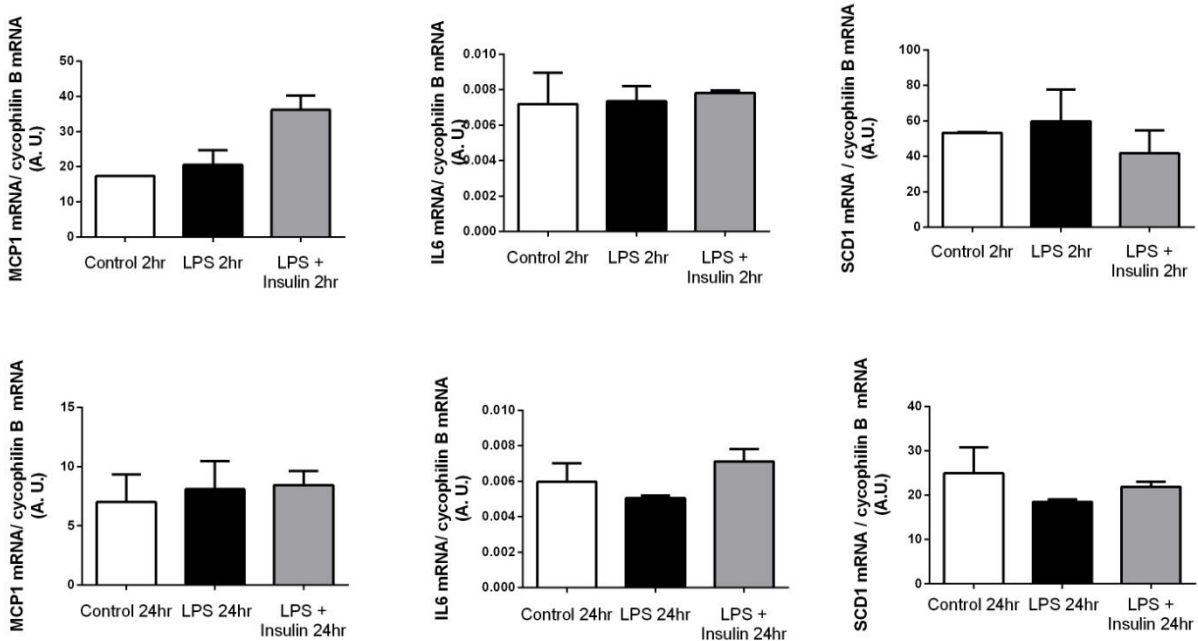 MCP1 mRNA/ cycophilin B mRNA
(A. U.)
50
40
30
20
10
0
Control 2hr
LPS 2hr
LPS +
Insulin 2hr
IL6 mRNA/ cycophilin B mRNA
(A. U.)
0.010
0.008
0.006
0.004
0.002
0.000
Control 2hr
LPS 2hr
LPS +
Insulin 2hr
SCD1 mRNA / cycophilin B mRNA
(A.U.)
100
80
60
40
20
0
Control 2hr
LPS 2hr
LPS +
Insulin 2hr
MCP1 mRNA/ cycophilin B mRNA
(A. U.)
15
10
5
0
Control 24hr
LPS 24hr
LPS +
Insulin 24hr
IL6 mRNA/ cycophilin B mRNA
(A. U.)
0.010
0.008
0.006
0.004
0.002
0.000
Control 24hr
LPS 24hr
LPS +
Insulin 24hr
SCD1 mRNA / cycophilin B mRNA
(A.U.)
40
30
20
10
0
Control 24hr
LPS 24hr
LPS +
Insulin 24hr